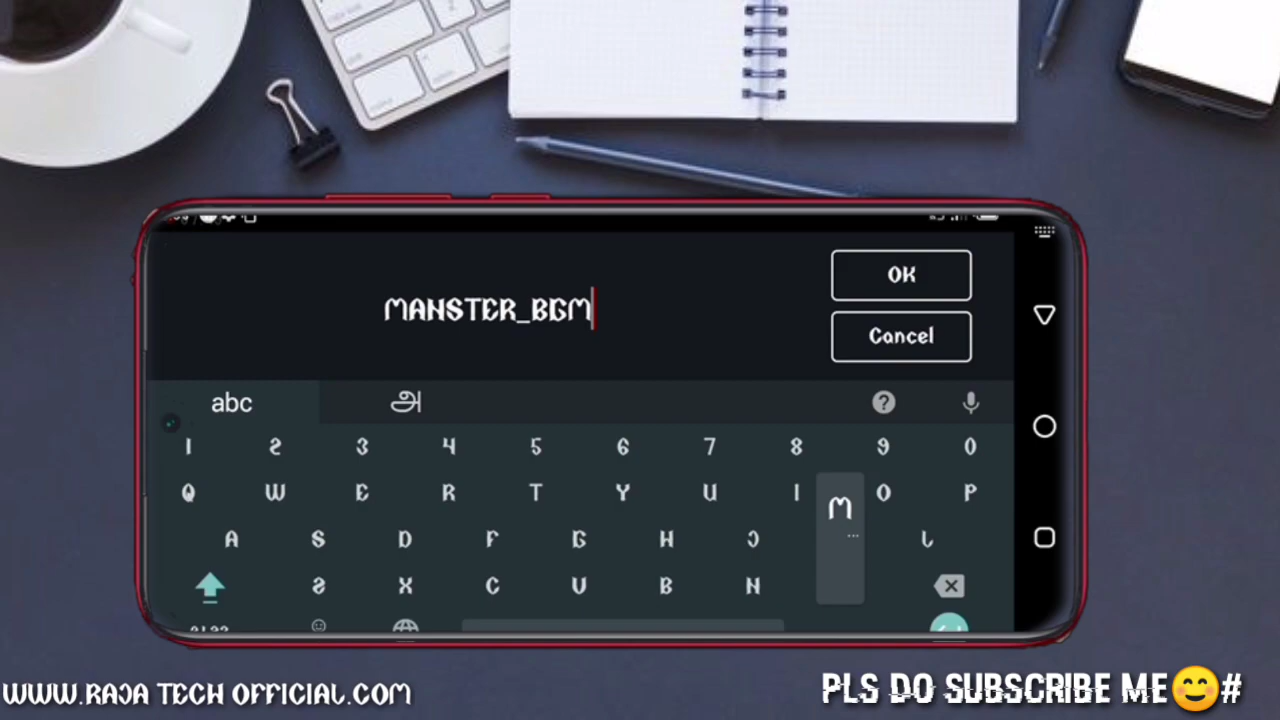 MANSTER_BGM
OK
Cancel
abc அ
1 2 3 4 5 6 7 8 9 0
Q W E R T Y U I M O P
A S D F G H J L
Z X C V B N
WWW.RAJA TECH OFFICIAL.COM
PLS DO SUBSCRIBE ME😊#